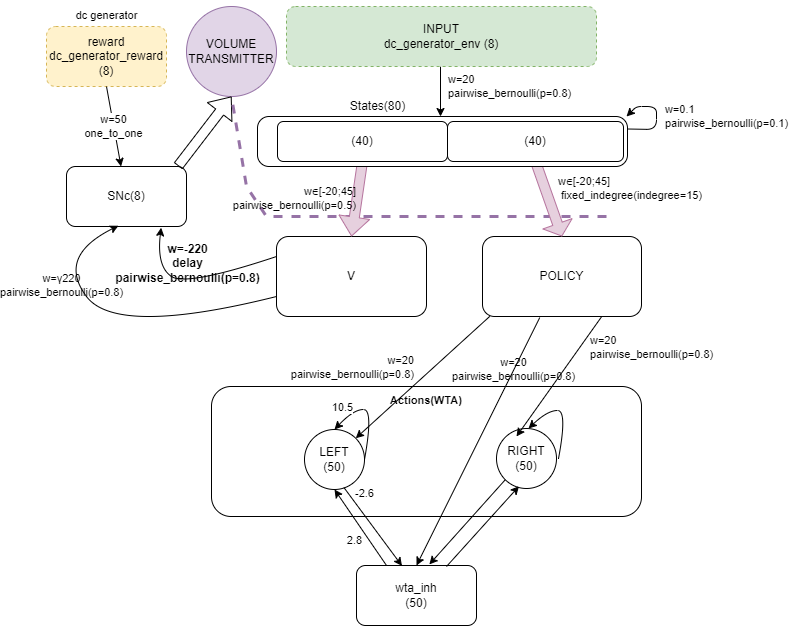 dc generator
reward
dc_generator_reward
(8)
VOLUME
TRANSMITTER
INPUT
dc_generator_env (8)
w=20
pairwise_bernoulli(p=0.8)
w=50
one_to_one
States(80)
(40)
(40)
w=0.1
pairwise_bernoulli(p=0.1)
SNc(8)
w∈[-20;45]
pairwise_bernoulli(p=0.5)
w∈[-20;45]
fixed_indegree(indegree=15)
w=-220
delay
pairwise_bernoulli(p=0.8)
w=γ220
pairwise_bernoulli(p=0.8)
V
POLICY
w=20
pairwise_bernoulli(p=0.8)
w=20
pairwise_bernoulli(p=0.8)
w=20
pairwise_bernoulli(p=0.8)
Actions(WTA)
10.5
LEFT
(50)
RIGHT
(50)
-2.6
2.8
wta_inh
(50)